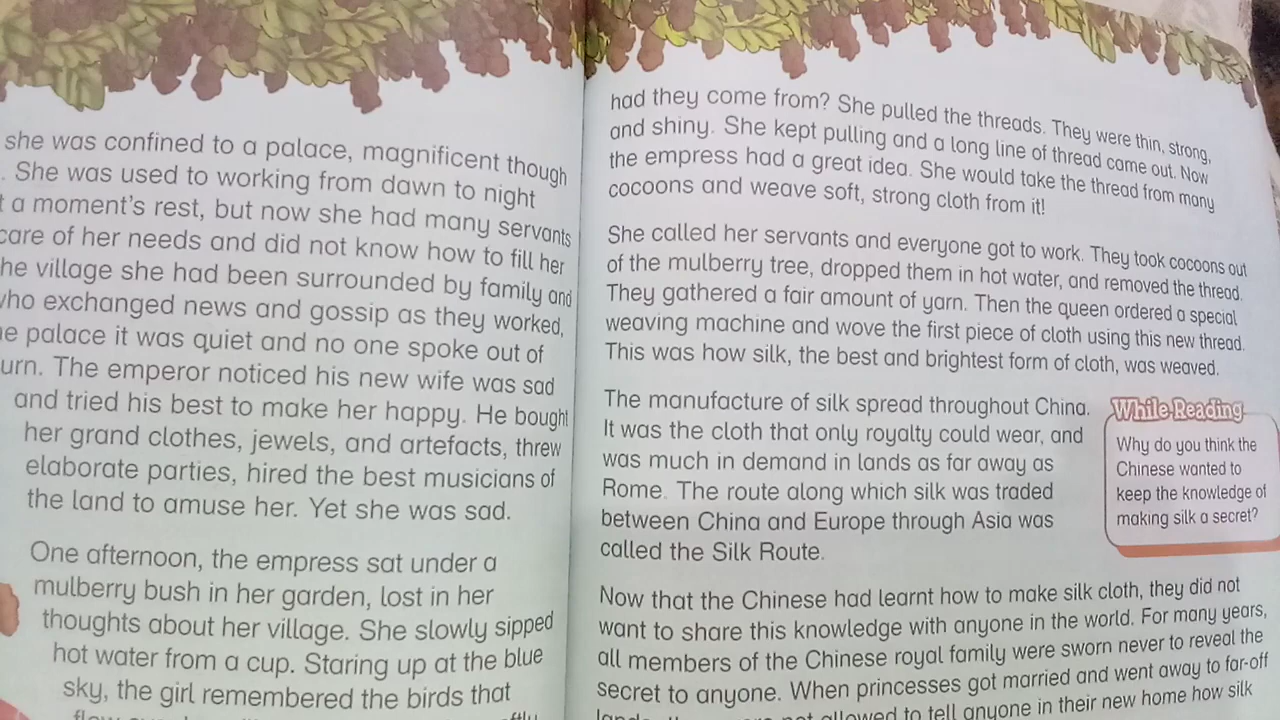 she was confined to a palace, magnificent though
. She was used to working from dawn to night
a moment's rest, but now she had many servants
care of her needs and did not know how to fill her
he village she had been surrounded by family and
who exchanged news and gossip as they worked,
palace it was quiet and no one spoke out of
urn. The emperor noticed his new wife was sad
and tried his best to make her happy. He bought
her grand clothes, jewels, and artefacts, threw
elaborate parties, hired the best musicians of
the land to amuse her. Yet she was sad.
One afternoon, the empress sat under a
mulberry bush in her garden, lost in her
thoughts about her village. She slowly sipped
hot water from a cup. Staring up at the blue
sky, the girl remembered the birds that
had they come from? She pulled the threads. They were thin, strong,
and shiny. She kept pulling and a long line of thread came out. Now
the empress had a great idea. She would take the thread from many
cocoons and weave soft, strong cloth from it!
She called her servants and everyone got to work. They took cocoons out
of the mulberry tree, dropped them in hot water, and removed the thread.
They gathered a fair amount of yarn. Then the queen ordered a special
weaving machine and wove the first piece of cloth using this new thread.
This was how silk, the best and brightest form of cloth, was weaved.
The manufacture of silk spread throughout China.
It was the cloth that only royalty could wear, and
was much in demand in lands as far away as
Rome. The route along which silk was traded
between China and Europe through Asia was
called the Silk Route.
While Reading
Why do you think the
Chinese wanted to
keep the knowledge of
making silk a secret?
Now that the Chinese had learnt how to make silk cloth, they did not
want to share this knowledge with anyone in the world. For many years,
all members of the Chinese royal family were sworn never to reveal the
secret to anyone. When princesses got married and went away to far-off
not allowed to tell anyone in their new home how silk